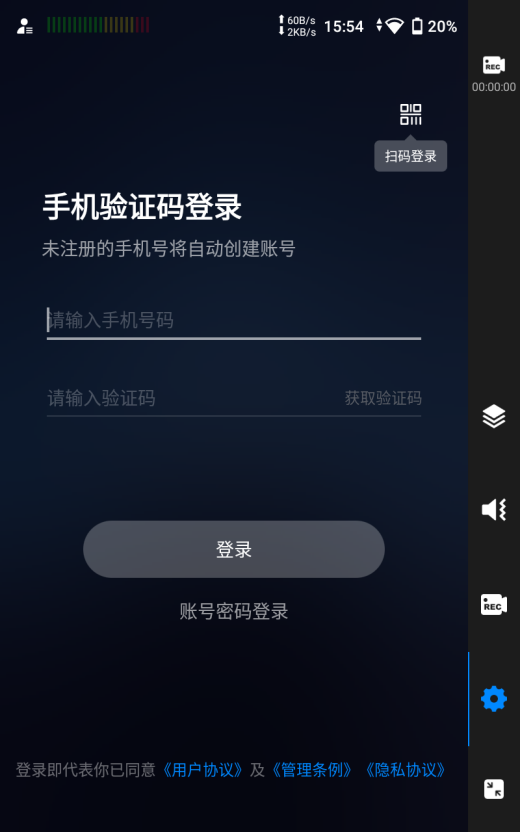 60B/s
2KB/s
15:54
20%
REC
00:00:00
扫码登录
手机验证码登录
未注册的手机号将自动创建账号
请输入手机号码
请输入验证码
获取验证码
登录
REC
账号密码登录
登录即代表你已同意《用户协议》及《管理条例》《隐私协议》